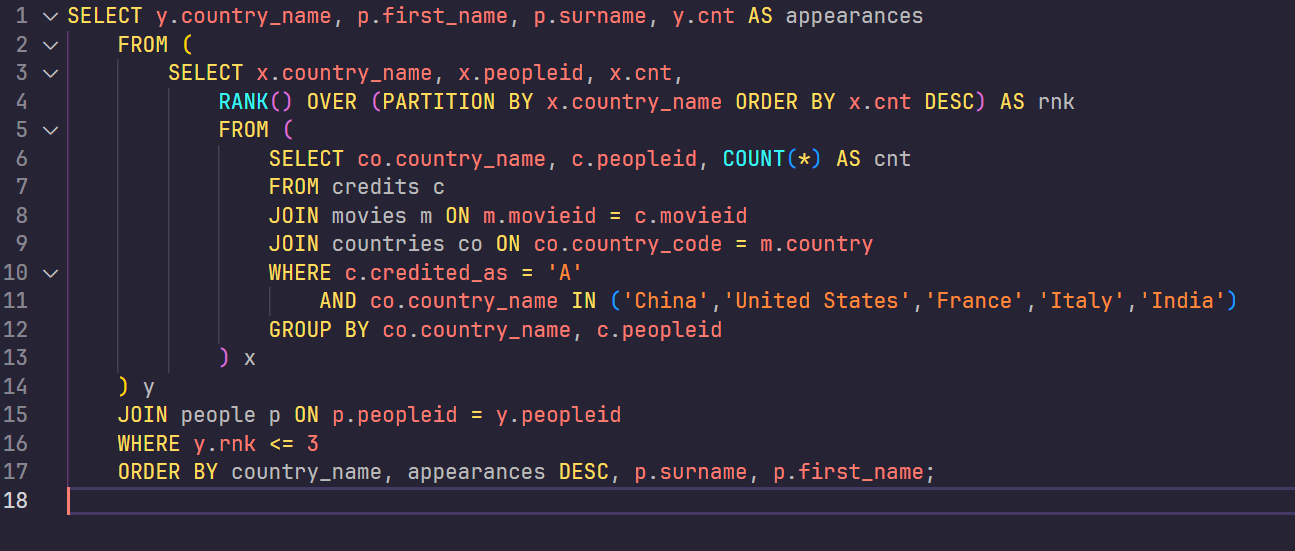 1 SELECT y.country_name, p.first_name, p.surname, y.cnt AS appearances
2 FROM (
3 SELECT x.country_name, x.peopleid, x.cnt,
4 RANK() OVER (PARTITION BY x.country_name ORDER BY x.cnt DESC) AS rnk
5 FROM (
6 SELECT co.country_name, c.peopleid, COUNT(*) AS cnt
7 FROM credits c
8 JOIN movies m ON m.movieid = c.movieid
9 JOIN countries co ON co.country_code = m.country
10 WHERE c.credited_as = 'A'
11 AND co.country_name IN ('China','United States','France','Italy','India')
12 GROUP BY co.country_name, c.peopleid
13 ) x
14 ) y
15 JOIN people p ON p.peopleid = y.peopleid
16 WHERE y.rnk <= 3
17 ORDER BY country_name, appearances DESC, p.surname, p.first_name;
18